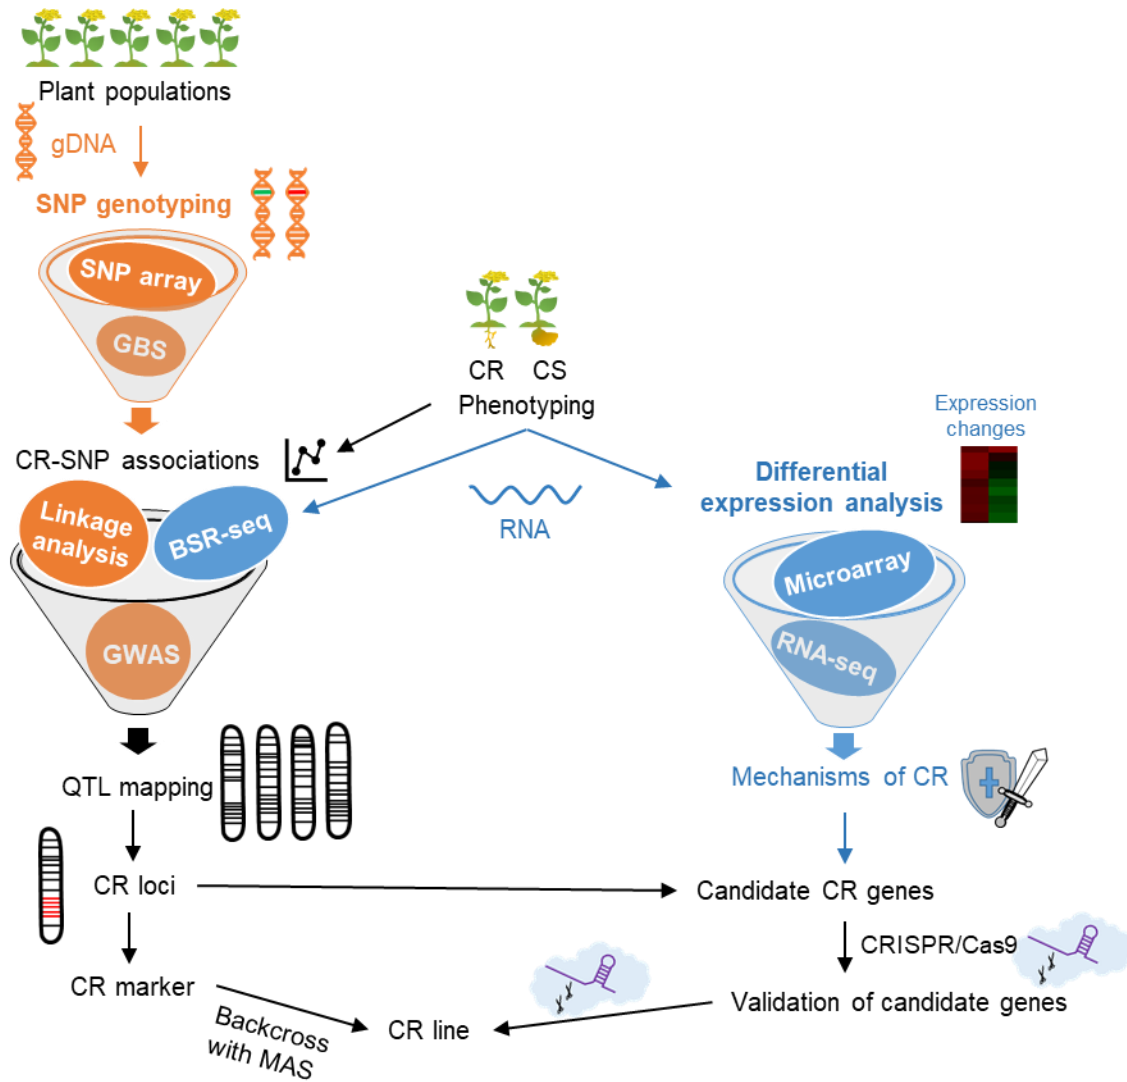 Plant populations
gDNA
SNP genotyping
SNP array
GBS
CR CS
Phenotyping
CR-SNP associations
Linkage
analysis
BSR-seq
GWAS
RNA
Expression
changes
Differential
expression analysis
Microarray
RNA-seq
QTL mapping
Mechanisms of CR
CR loci
Candidate CR genes
CRISPR/Cas9
CR marker
Validation of candidate genes
Backcross
with MAS
CR line